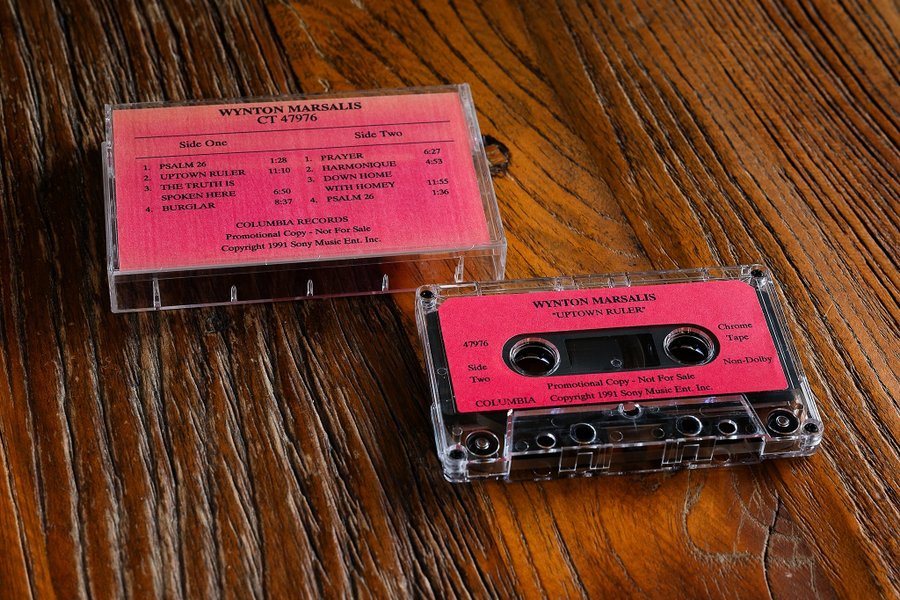 WYNTON MARSALIS
CT 47976
Side One
1. PSALM 26 1:28
2. UPTOWN RULER 11:10
3. THE TRUTH IS
SPOKEN HERE 6:50
4. BURGLAR 8:37
Side Two
1. PRAYER 6:27
2. HARMONIQUE 4:53
3. DOWN HOME
WITH HOMEY 11:55
4. PSALM 26 1:36
COLUMBIA RECORDS
Promotional Copy - Not For Sale
Copyright 1991 Sony Music Ent. Inc.
WYNTON MARSALIS
"UPTOWN RULER"
47976
Side
Two
Chrome
Tape
Non-Dolby
Promotional Copy - Not For Sale
COLUMBIA Copyright 1991 Sony Music Ent. Inc.